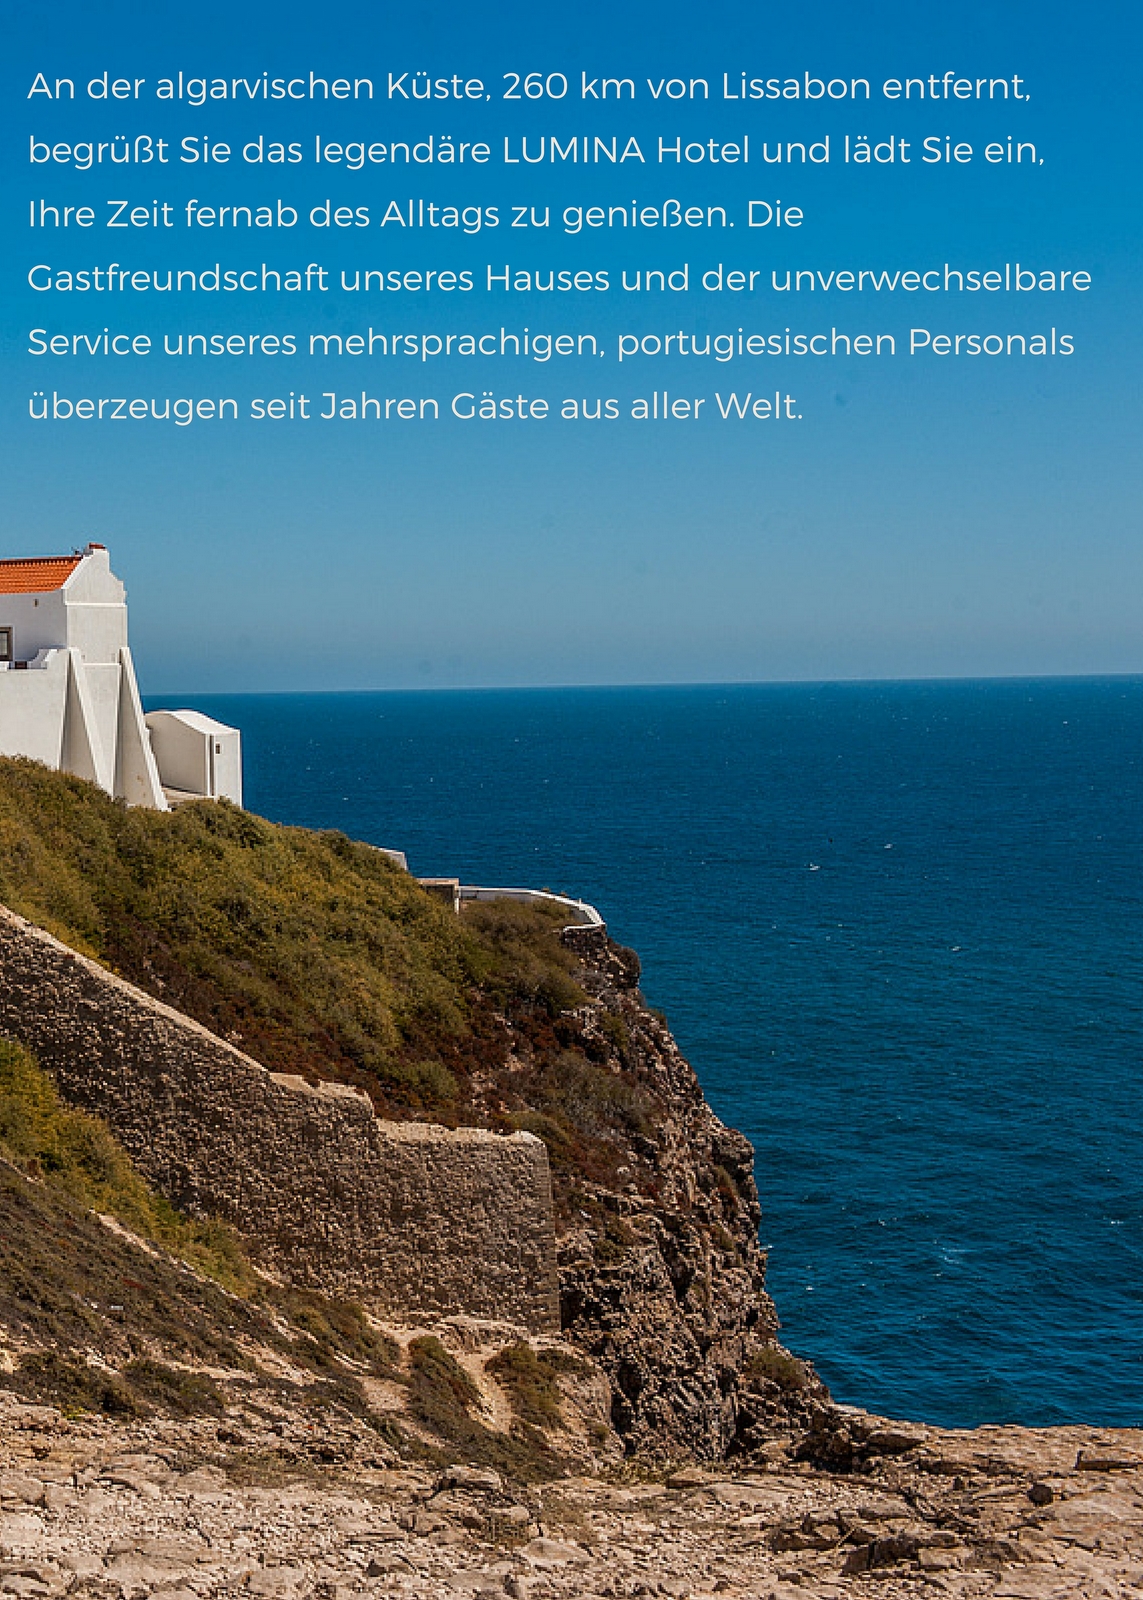 An der algarvischen Küste, 260 km von Lissabon entfernt,
begrüßt Sie das legendäre LUMINA Hotel und lädt Sie ein,
Ihre Zeit fernab des Alltags zu genießen. Die
Gastfreundschaft unseres Hauses und der unverwechselbare
Service unseres mehrsprachigen, portugiesischen Personals
überzeugen seit Jahren Gäste aus aller Welt.